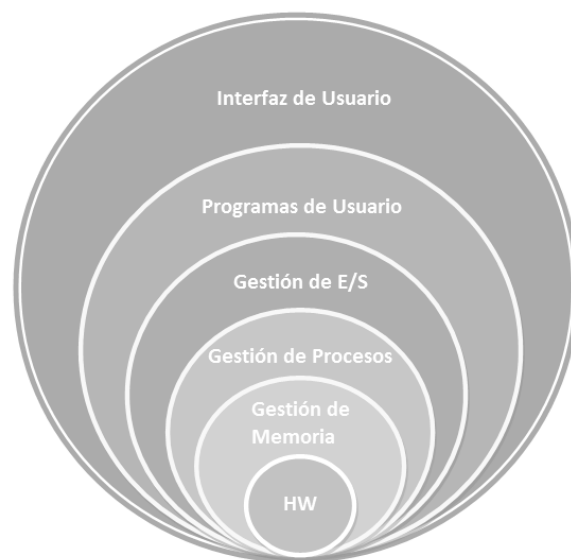 Interfaz de Usuario
Programas de Usuario
Gestión de E/S
Gestión de Procesos
Gestión de
Memoria
HW